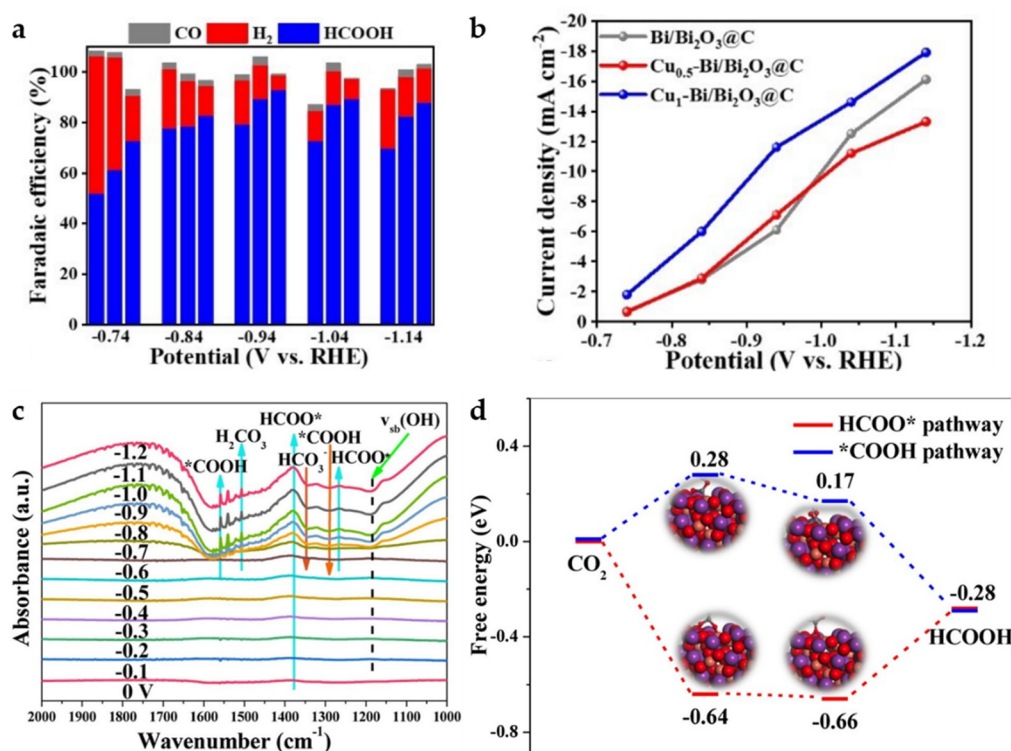 a
CO H₂ HCOOH
Faradaic efficiency (%)
100
80
60
40
20
0
-0.74 -0.84 -0.94 -1.04 -1.14
Potential (V vs. RHE)
b
Current density (mA cm⁻²)
-20
-18
-16
-14
-12
-10
-8
-6
-4
-2
0
Bi/Bi₂O₃@C
Cu₀.₅-Bi/Bi₂O₃@C
Cu₁-Bi/Bi₂O₃@C
-0.7 -0.8 -0.9 -1.0 -1.1 -1.2
Potential (V vs. RHE)
c
Absorbance (a.u.)
HCOO*
vsb(OH)
H₂CO₃
*COOH
*COOH
HCO₃⁻
HCOO*
-1.2
-1.1
-1.0
-0.9
-0.8
-0.7
-0.6
-0.5
-0.4
-0.3
-0.2
-0.1
0 V
2000 1900 1800 1700 1600 1500 1400 1300 1200 1100 1000
Wavenumber (cm⁻¹)
d
Free energy (eV)
0.4
0.0
-0.4
-0.8
HCOO* pathway
*COOH pathway
0.28
0.17
CO₂
-0.28
HCOOH
-0.64
-0.66